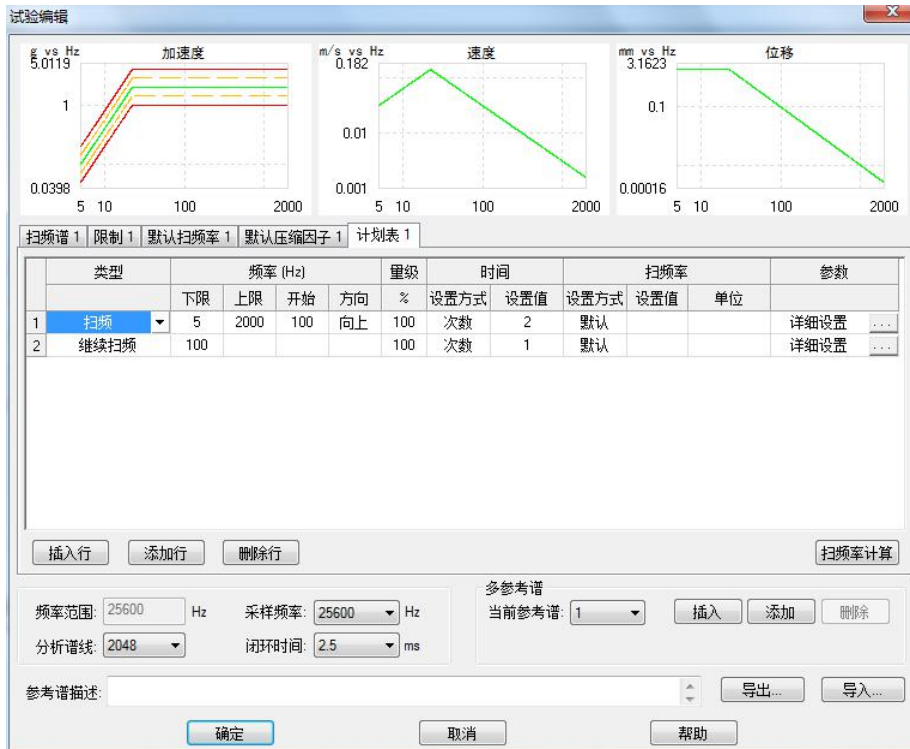 试验编辑
g vs Hz 加速度 m/s vs Hz 速度 mm vs Hz 位移
5.0119 0.182 3.1623
1 0.01 0.1
0.0398 0.001 0.00016
5 10 100 2000 5 10 100 2000 5 10 100 2000
扫频谱 1 限制 1 默认扫频率 1 默认压缩因子 1 计划表 1
类型 频率 (Hz) 量级 时间 扫频率 参数
下限 上限 开始 方向 % 设置方式 设置值 设置方式 设置值 单位
1 扫频 5 2000 100 向上 100 次数 2 默认 详细设置 ...
2 继续扫频 100 100 次数 1 默认 详细设置 ...
插入行 添加行 删除行 扫频率计算
多参考谱
频率范围: 25600 Hz 采样频率: 25600 Hz 当前参考谱: 1 插入 添加 删除
分析谱线: 2048 闭环时间: 2.5 ms
参考谱描述: 导出... 导入...
确定 取消 帮助